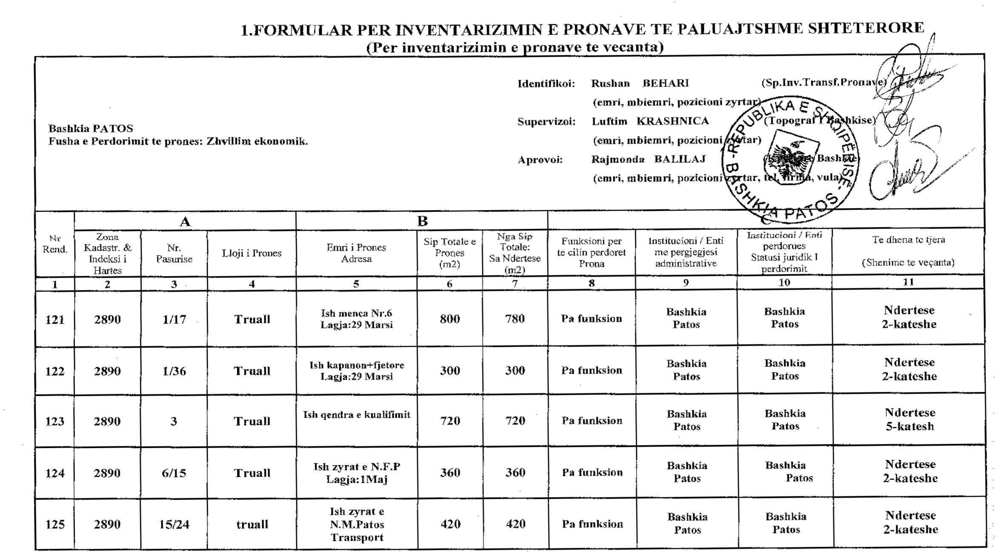 1.FORMULAR PER INVENTARIZIMIN E PRONAVE TE PALUAJTSHME SHTETERORE
(Per inventarizimin e pronave te vecanta)
Bashkia PATOS
Fusha e Perdorimit te prones: Zhvillim ekonomik.
Identifikoi: Rushan BEHARI (Sp.Inv.Transf.Pronave)
(emri, mbiemri, pozicioni zyrtar)
Supervizoi: Luftim KRASHNICA (Topograf I Bashkise)
(emri, mbiemri, pozicioni zyrtar)
Aprovoi: Rajmonda BALILAJ Bashkie)
(emri, mbiemri, pozicioni zyrtar, tel, firma, vula)
-REPUBLIKA E SHQIPËRISË-
BASHKIA PATOS
A B C
Nr
Rend.
Zona
Kadastr. &
Indeksi i
Hartes
Nr.
Pasurise
Lloji i Prones
Emri i Prones
Adresa
Sip Totale e
Prones
(m2)
Nga Sip
Totale:
Sa Ndertese
(m2)
Funksioni per
te cilin perdoret
Prona
Institucioni / Enti
me pergjegjesi
administrative
Institucioni / Enti
perdorues
Statusi juridik I
perdorimit
Te dhena te tjera
(Shenime te veçanta)
1 2 3 4 5 6 7 8 9 10 11
121 2890 1/17 Truall Ish menca Nr.6 800 780 Pa funksion Bashkia Bashkia Ndertese
Lagja:29 Marsi Patos Patos 2-kateshe
122 2890 1/36 Truall Ish kapanon+fjetore 300 300 Pa funksion Bashkia Bashkia Ndertese
Lagja:29 Marsi Patos Patos 2-kateshe
123 2890 3 Truall Ish qendra e kualifimit 720 720 Pa funksion Bashkia Bashkia Ndertese
Patos Patos 5-katesh
124 2890 6/15 Truall Ish zyrat e N.F.P 360 360 Pa funksion Bashkia Bashkia Ndertese
Lagja:1Maj Patos Patos 2-kateshe
125 2890 15/24 truall Ish zyrat e 420 420 Pa funksion Bashkia Bashkia Ndertese
N.M.Patos Patos Patos 2-kateshe
Transport